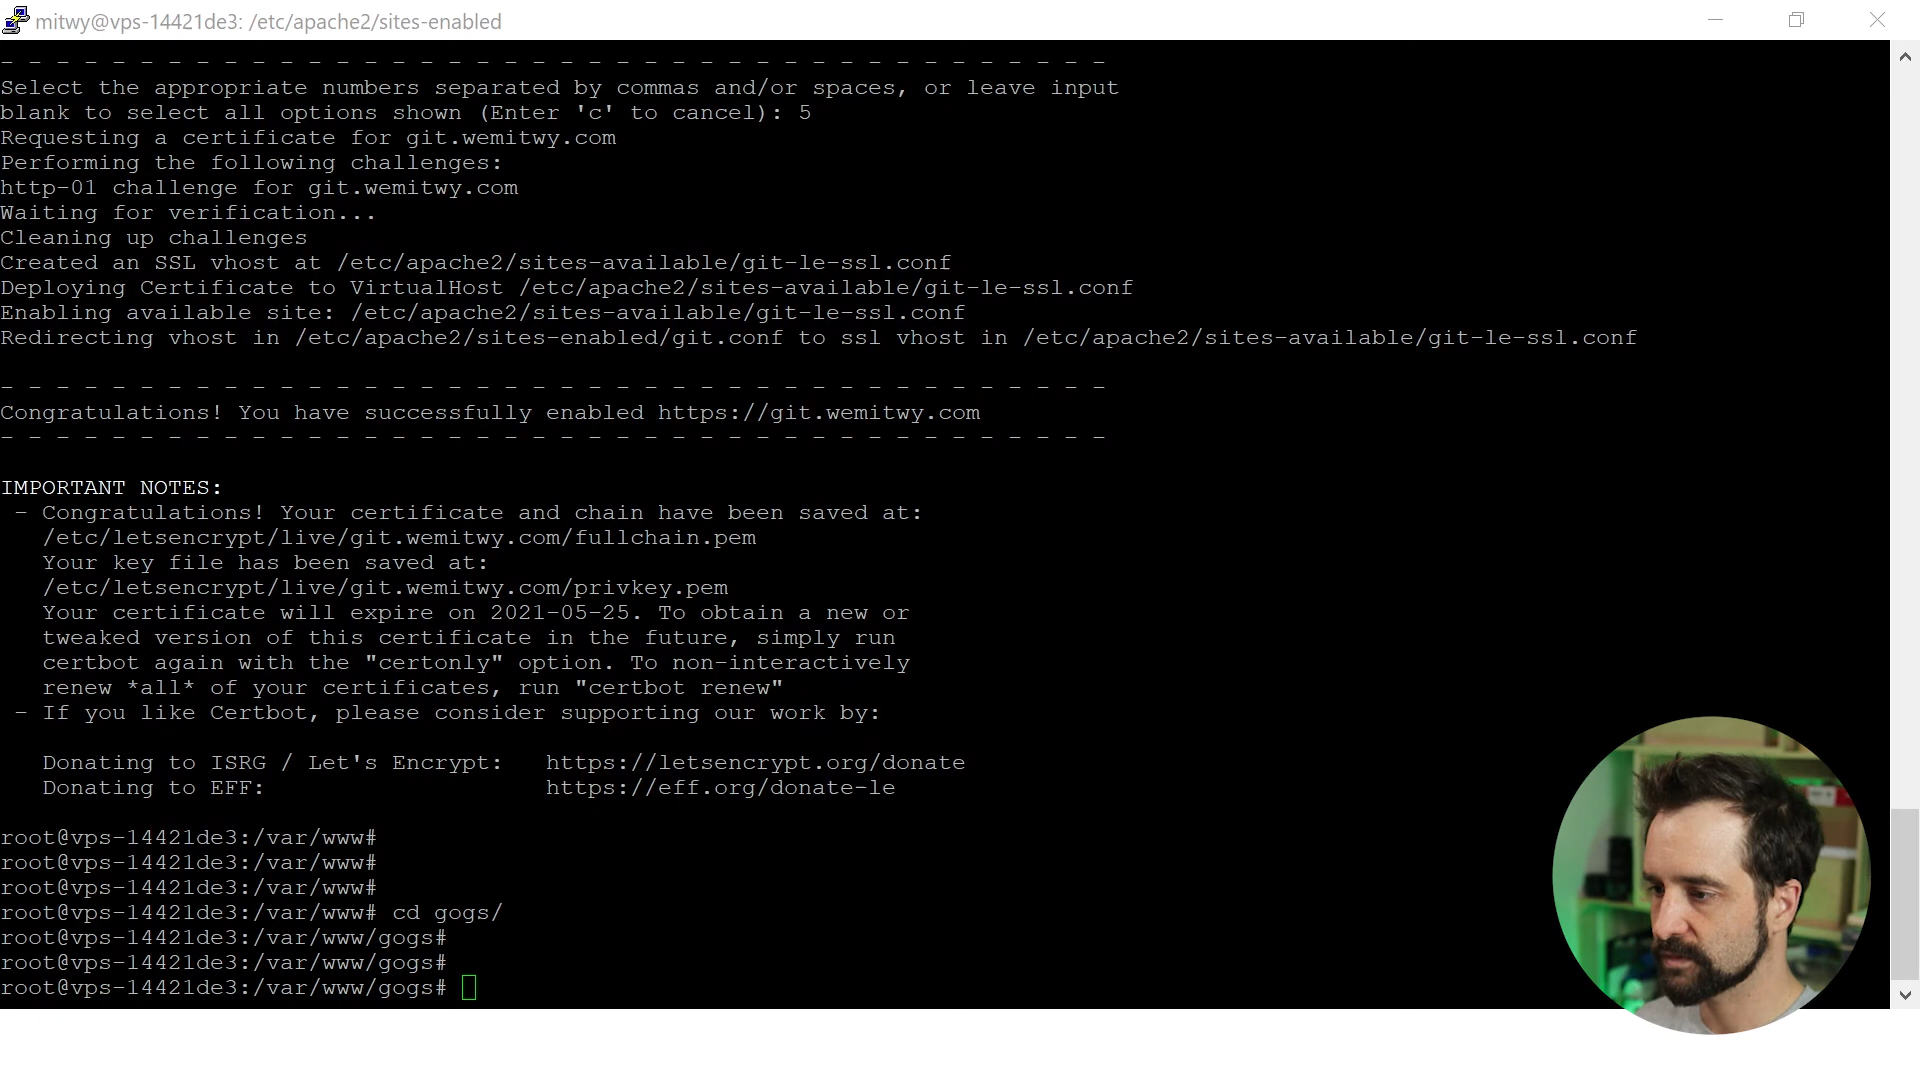 mitwy@vps-14421de3: /etc/apache2/sites-enabled
- - - - - - - - - - - - - - - - - - - - - - - - - - - - - - - - - - - - - - - -
Select the appropriate numbers separated by commas and/or spaces, or leave input
blank to select all options shown (Enter 'c' to cancel): 5
Requesting a certificate for git.wemitwy.com
Performing the following challenges:
http-01 challenge for git.wemitwy.com
Waiting for verification...
Cleaning up challenges
Created an SSL vhost at /etc/apache2/sites-available/git-le-ssl.conf
Deploying Certificate to VirtualHost /etc/apache2/sites-available/git-le-ssl.conf
Enabling available site: /etc/apache2/sites-available/git-le-ssl.conf
Redirecting vhost in /etc/apache2/sites-enabled/git.conf to ssl vhost in /etc/apache2/sites-available/git-le-ssl.conf
- - - - - - - - - - - - - - - - - - - - - - - - - - - - - - - - - - - - - - - -
Congratulations! You have successfully enabled https://git.wemitwy.com
- - - - - - - - - - - - - - - - - - - - - - - - - - - - - - - - - - - - - - - -
IMPORTANT NOTES:
- Congratulations! Your certificate and chain have been saved at:
/etc/letsencrypt/live/git.wemitwy.com/fullchain.pem
Your key file has been saved at:
/etc/letsencrypt/live/git.wemitwy.com/privkey.pem
Your certificate will expire on 2021-05-25. To obtain a new or
tweaked version of this certificate in the future, simply run
certbot again with the "certonly" option. To non-interactively
renew *all* of your certificates, run "certbot renew"
- If you like Certbot, please consider supporting our work by:
Donating to ISRG / Let's Encrypt: https://letsencrypt.org/donate
Donating to EFF: https://eff.org/donate-le
root@vps-14421de3:/var/www#
root@vps-14421de3:/var/www#
root@vps-14421de3:/var/www#
root@vps-14421de3:/var/www# cd gogs/
root@vps-14421de3:/var/www/gogs#
root@vps-14421de3:/var/www/gogs#
root@vps-14421de3:/var/www/gogs#